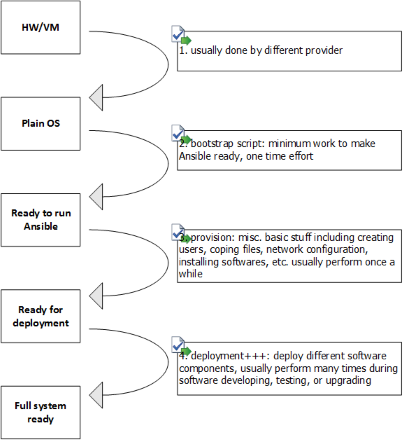 HW/VM
1. usually done by different provider
Plain OS
2. bootstrap script: minimum work to make
Ansible ready, one time effort
Ready to run
Ansible
3. provision: misc. basic stuff including creating
users, coping files, network configuration,
installing softwares, etc. usually perform once a
while
Ready for
deployment
4. deployment+++: deploy different software
components, usually perform many times during
software developing, testing, or upgrading
Full system
ready